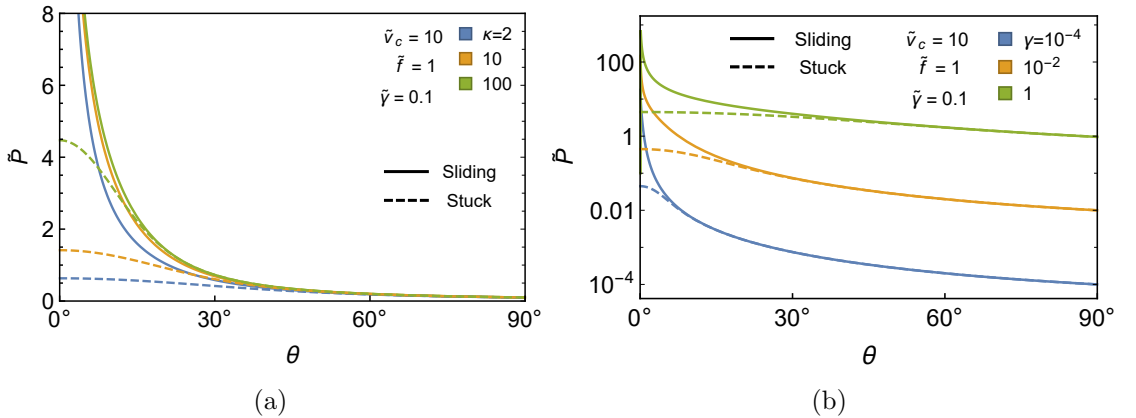 8
6
4
2
0
0°
30°
60°
90°
P̃
θ
ṽ_c = 10
f̃ = 1
γ̃ = 0.1
κ=2
10
100
Sliding
Stuck
(a)
100
1
0.01
10⁻⁴
0°
30°
60°
90°
P̃
θ
Sliding
Stuck
ṽ_c = 10
f̃ = 1
γ̃ = 0.1
γ=10⁻⁴
10⁻²
1
(b)